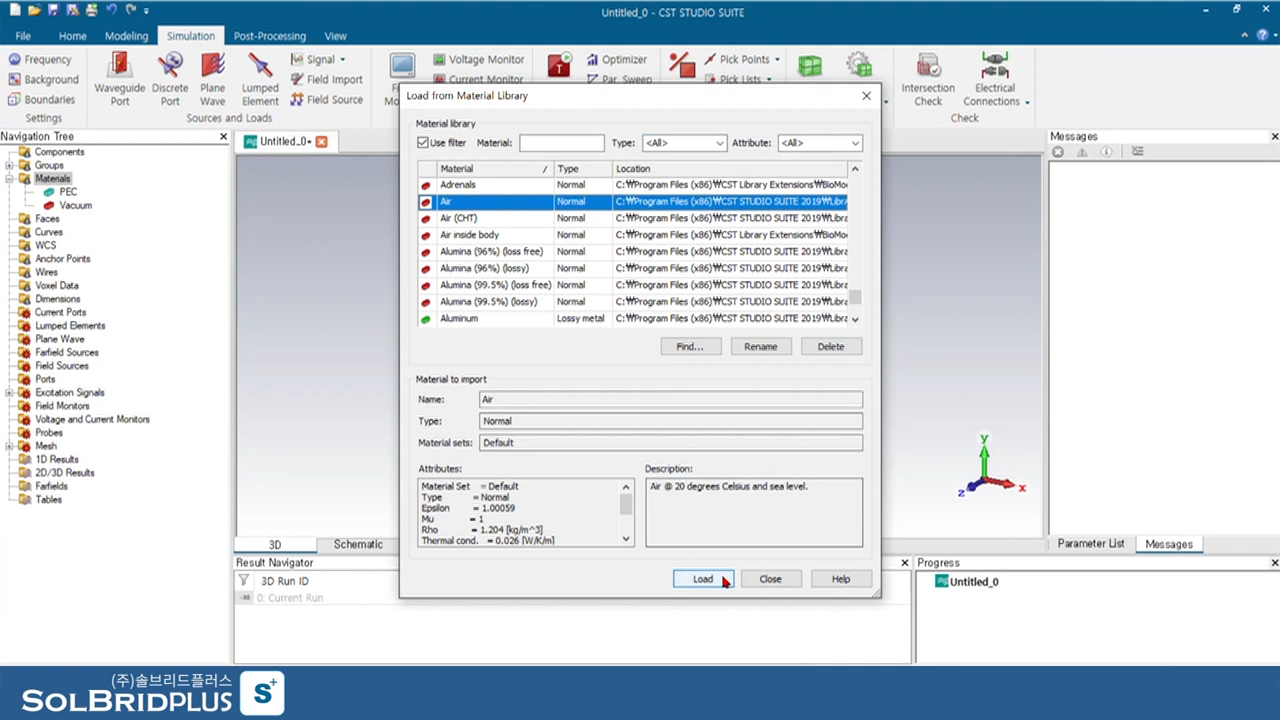 Untitled_0 - CST STUDIO SUITE
File Home Modeling Simulation Post-Processing View
Frequency
Background
Boundaries
Settings
Waveguide Port
Discrete Port
Plane Wave
Lumped Element
Signal
Field Import
Field Source
Sources and Loads
Voltage Monitor
Current Monitor
Optimizer
Par. Sweep
Pick Points
Pick Lists
Intersection Check
Electrical Connections
Check
Navigation Tree
Components
Groups
Materials
PEC
Vacuum
Faces
Curves
WCS
Anchor Points
Wires
Voxel Data
Dimensions
Current Ports
Lumped Elements
Plane Wave
Farfield Sources
Field Sources
Ports
Excitation Signals
Field Monitors
Voltage and Current Monitors
Probes
Mesh
1D Results
2D/3D Results
Farfields
Tables
Untitled_0*
Load from Material Library
Material library
Use filter Material: Type: <All> Attribute: <All>
Material / Type Location
Adrenals Normal C:₩Program Files (x86)₩CST Library Extensions₩BioMo
Air Normal C:₩Program Files (x86)₩CST STUDIO SUITE 2019₩Libra
Air (CHT) Normal C:₩Program Files (x86)₩CST STUDIO SUITE 2019₩Libra
Air inside body Normal C:₩Program Files (x86)₩CST Library Extensions₩BioMo
Alumina (96%) (loss free) Normal C:₩Program Files (x86)₩CST STUDIO SUITE 2019₩Libra
Alumina (96%) (lossy) Normal C:₩Program Files (x86)₩CST STUDIO SUITE 2019₩Libra
Alumina (99.5%) (loss free) Normal C:₩Program Files (x86)₩CST STUDIO SUITE 2019₩Libra
Alumina (99.5%) (lossy) Normal C:₩Program Files (x86)₩CST STUDIO SUITE 2019₩Libra
Aluminum Lossy metal C:₩Program Files (x86)₩CST STUDIO SUITE 2019₩Libra
Find... Rename Delete
Material to import
Name: Air
Type: Normal
Material sets: Default
Attributes:
Material Set = Default
Type = Normal
Epsilon = 1.00059
Mu = 1
Rho = 1.204 [kg/m^3]
Thermal cond. = 0.026 [W/K/m]
Description:
Air @ 20 degrees Celsius and sea level.
Load Close Help
y
z x
3D Schematic
Result Navigator
3D Run ID
0: Current Run
Messages
Parameter List Messages
Progress
Untitled_0
(주)솔브리드플러스
SOLBRIDPLUS
S+